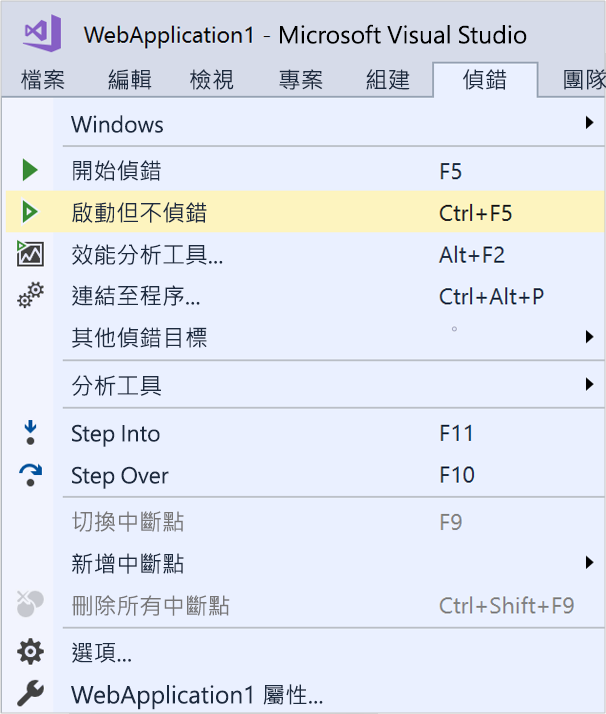 WebApplication1 - Microsoft Visual Studio
檔案 編輯 檢視 專案 組建 偵錯 團隊
Windows
開始偵錯 F5
啟動但不偵錯 Ctrl+F5
效能分析工具... Alt+F2
連結至程序... Ctrl+Alt+P
其他偵錯目標 。
分析工具
Step Into F11
Step Over F10
切換中斷點 F9
新增中斷點
刪除所有中斷點 Ctrl+Shift+F9
選項...
WebApplication1 屬性...